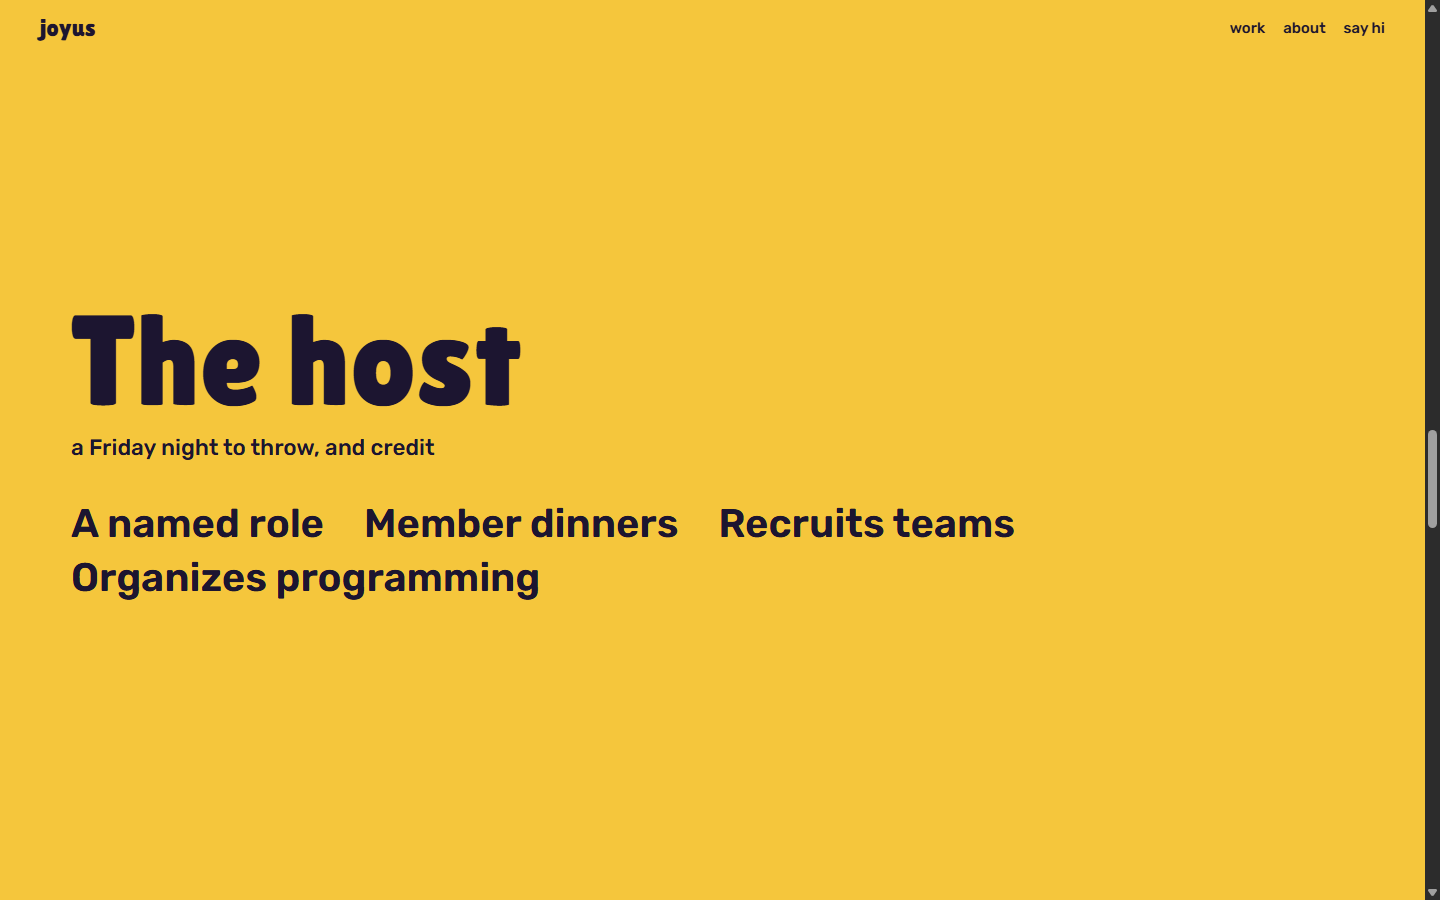 joyus
work about say hi
The host
a Friday night to throw, and credit
A named role Member dinners Recruits teams
Organizes programming